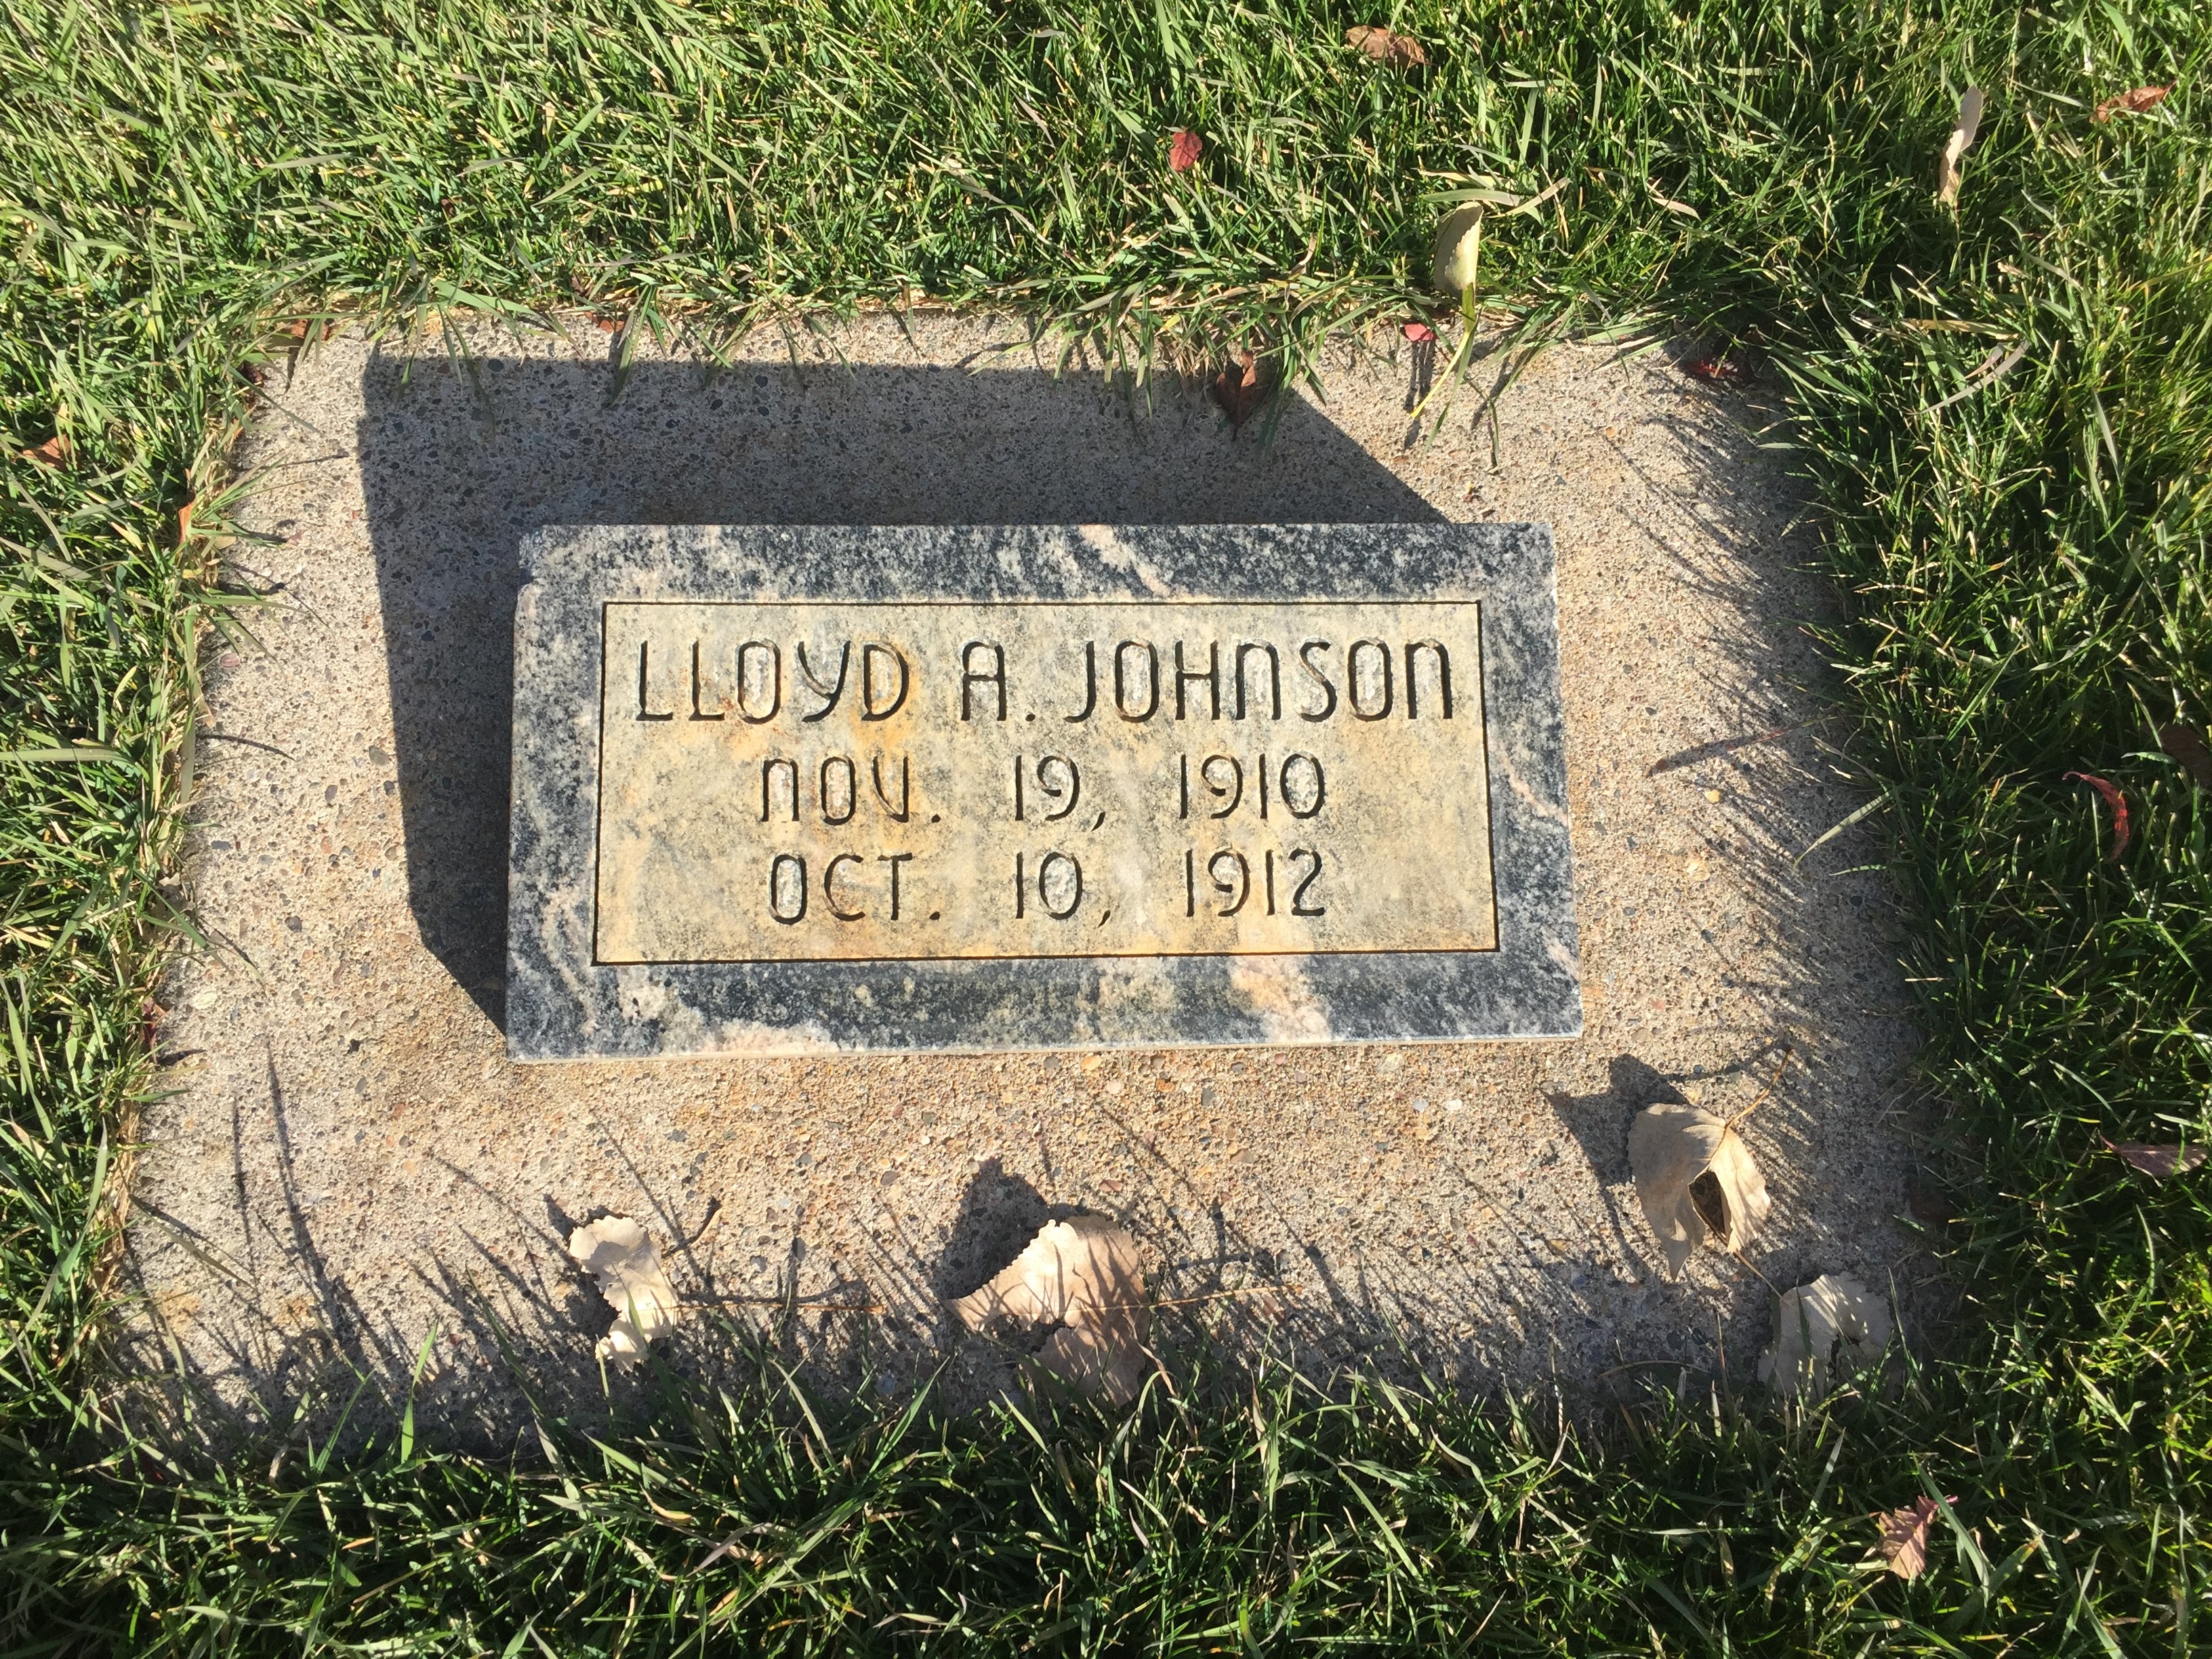 LLOYD A. JOHNSON
NOV. 19, 1910
OCT. 10, 1912